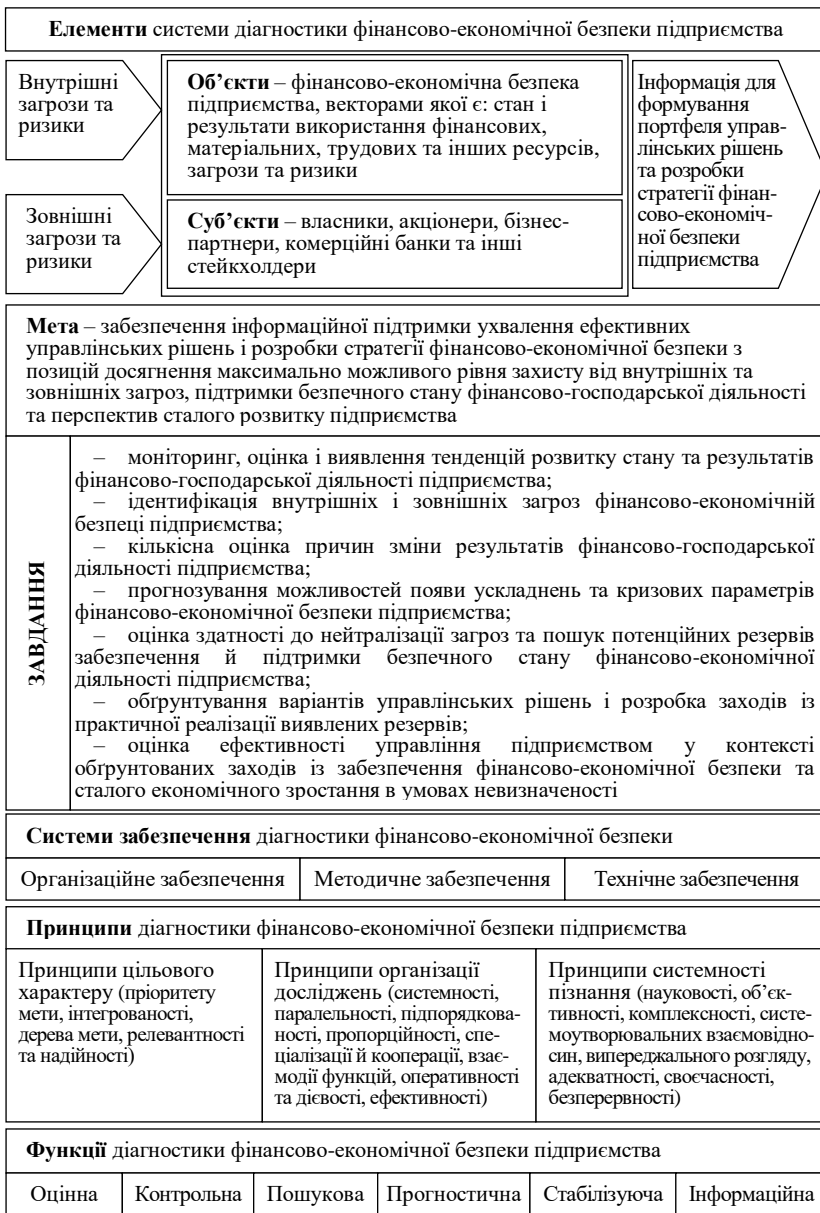 Елементи системи діагностики фінансово-економічної безпеки підприємства
Внутрішні
загрози та
ризики
Об’єкти – фінансово-економічна безпека
підприємства, векторами якої є: стан і
результати використання фінансових,
матеріальних, трудових та інших ресурсів,
загрози та ризики
Інформація для
формування
портфеля управ-
лінських рішень
та розробки
стратегії фінан-
сово-економіч-
ної безпеки
підприємства
Зовнішні
загрози та
ризики
Суб’єкти – власники, акціонери, бізнес-
партнери, комерційні банки та інші
стейкхолдери
Мета – забезпечення інформаційної підтримки ухвалення ефективних
управлінських рішень і розробки стратегії фінансово-економічної безпеки з
позицій досягнення максимально можливого рівня захисту від внутрішніх та
зовнішніх загроз, підтримки безпечного стану фінансово-господарської діяльності
та перспектив сталого розвитку підприємства
ЗАВДАННЯ
– моніторинг, оцінка і виявлення тенденцій розвитку стану та результатів
фінансово-господарської діяльності підприємства;
– ідентифікація внутрішніх і зовнішніх загроз фінансово-економічній
безпеці підприємства;
– кількісна оцінка причин зміни результатів фінансово-господарської
діяльності підприємства;
– прогнозування можливостей появи ускладнень та кризових параметрів
фінансово-економічної безпеки підприємства;
– оцінка здатності до нейтралізації загроз та пошук потенційних резервів
забезпечення й підтримки безпечного стану фінансово-економічної
діяльності підприємства;
– обґрунтування варіантів управлінських рішень і розробка заходів із
практичної реалізації виявлених резервів;
– оцінка ефективності управління підприємством у контексті
обґрунтованих заходів із забезпечення фінансово-економічної безпеки та
сталого економічного зростання в умовах невизначеності
Системи забезпечення діагностики фінансово-економічної безпеки
Організаційне забезпечення
Методичне забезпечення
Технічне забезпечення
Принципи діагностики фінансово-економічної безпеки підприємства
Принципи цільового
характеру (пріоритету
мети, інтегрованості,
дерева мети, релевантності
та надійності)
Принципи організації
досліджень (системності,
паралельності, підпорядкова-
ності, пропорційності, спе-
ціалізації й кооперації, взає-
модії функцій, оперативності
та дієвості, ефективності)
Принципи системності
пізнання (науковості, об’єк-
тивності, комплексності, систе-
моутворювальних взаємовідно-
син, випереджального розгляду,
адекватності, своєчасності,
безперервності)
Функції діагностики фінансово-економічної безпеки підприємства
Оцінна
Контрольна
Пошукова
Прогностична
Стабілізуюча
Інформаційна